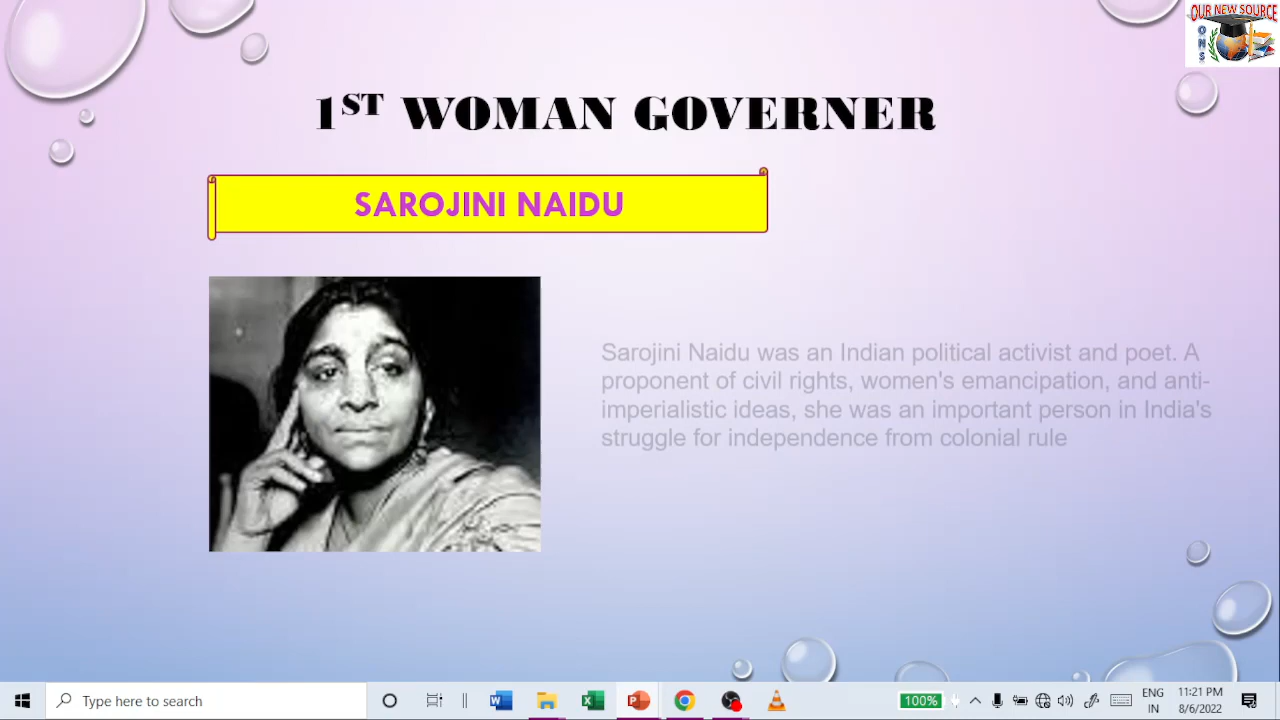 OUR NEW SOURCE
ONS
1ST WOMAN GOVERNER
SAROJINI NAIDU
Sarojini Naidu was an Indian political activist and poet. A
proponent of civil rights, women's emancipation, and anti-
imperialistic ideas, she was an important person in India's
struggle for independence from colonial rule
Type here to search
100%
ENG
IN
11:21 PM
8/6/2022